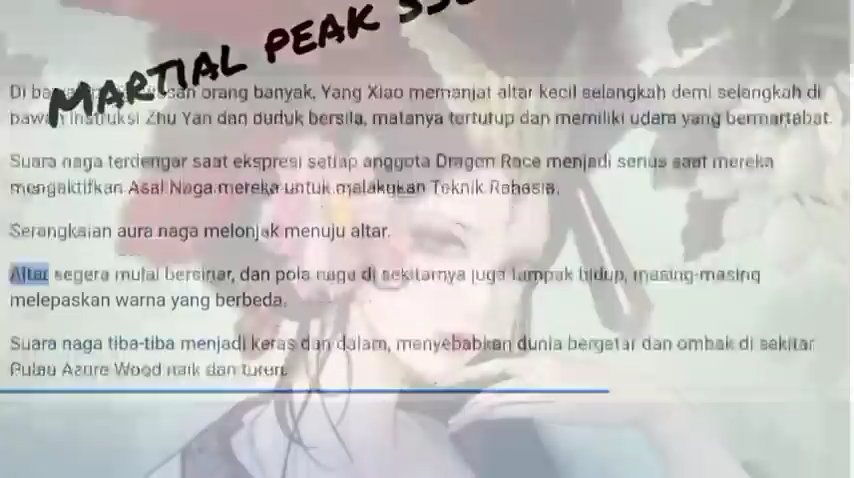 MARTIAL PEAK
Di orang banyak, Yang Xiao memanjat altar kecil selangkah demi selangkah di
bawah instruksi Zhu Yan dan duduk bersila, matanya tertutup dan memiliki udara yang bermartabat.
Suara naga terdengar saat ekspresi setiap anggota Dragon Race menjadi serius saat mereka
mengaktifkan Asal Naga mereka untuk melakukan Teknik Rahasia.
Serangkaian aura naga melonjak menuju altar.
Altar segera mulai bersinar, dan pola naga di sekitarnya juga tampak hidup, masing-masing
melepaskan warna yang berbeda.
Suara naga tiba-tiba menjadi keras dan dalam, menyebabkan dunia bergetar dan ombak di sekitar
Pulau Azure Wood naik dan turun.